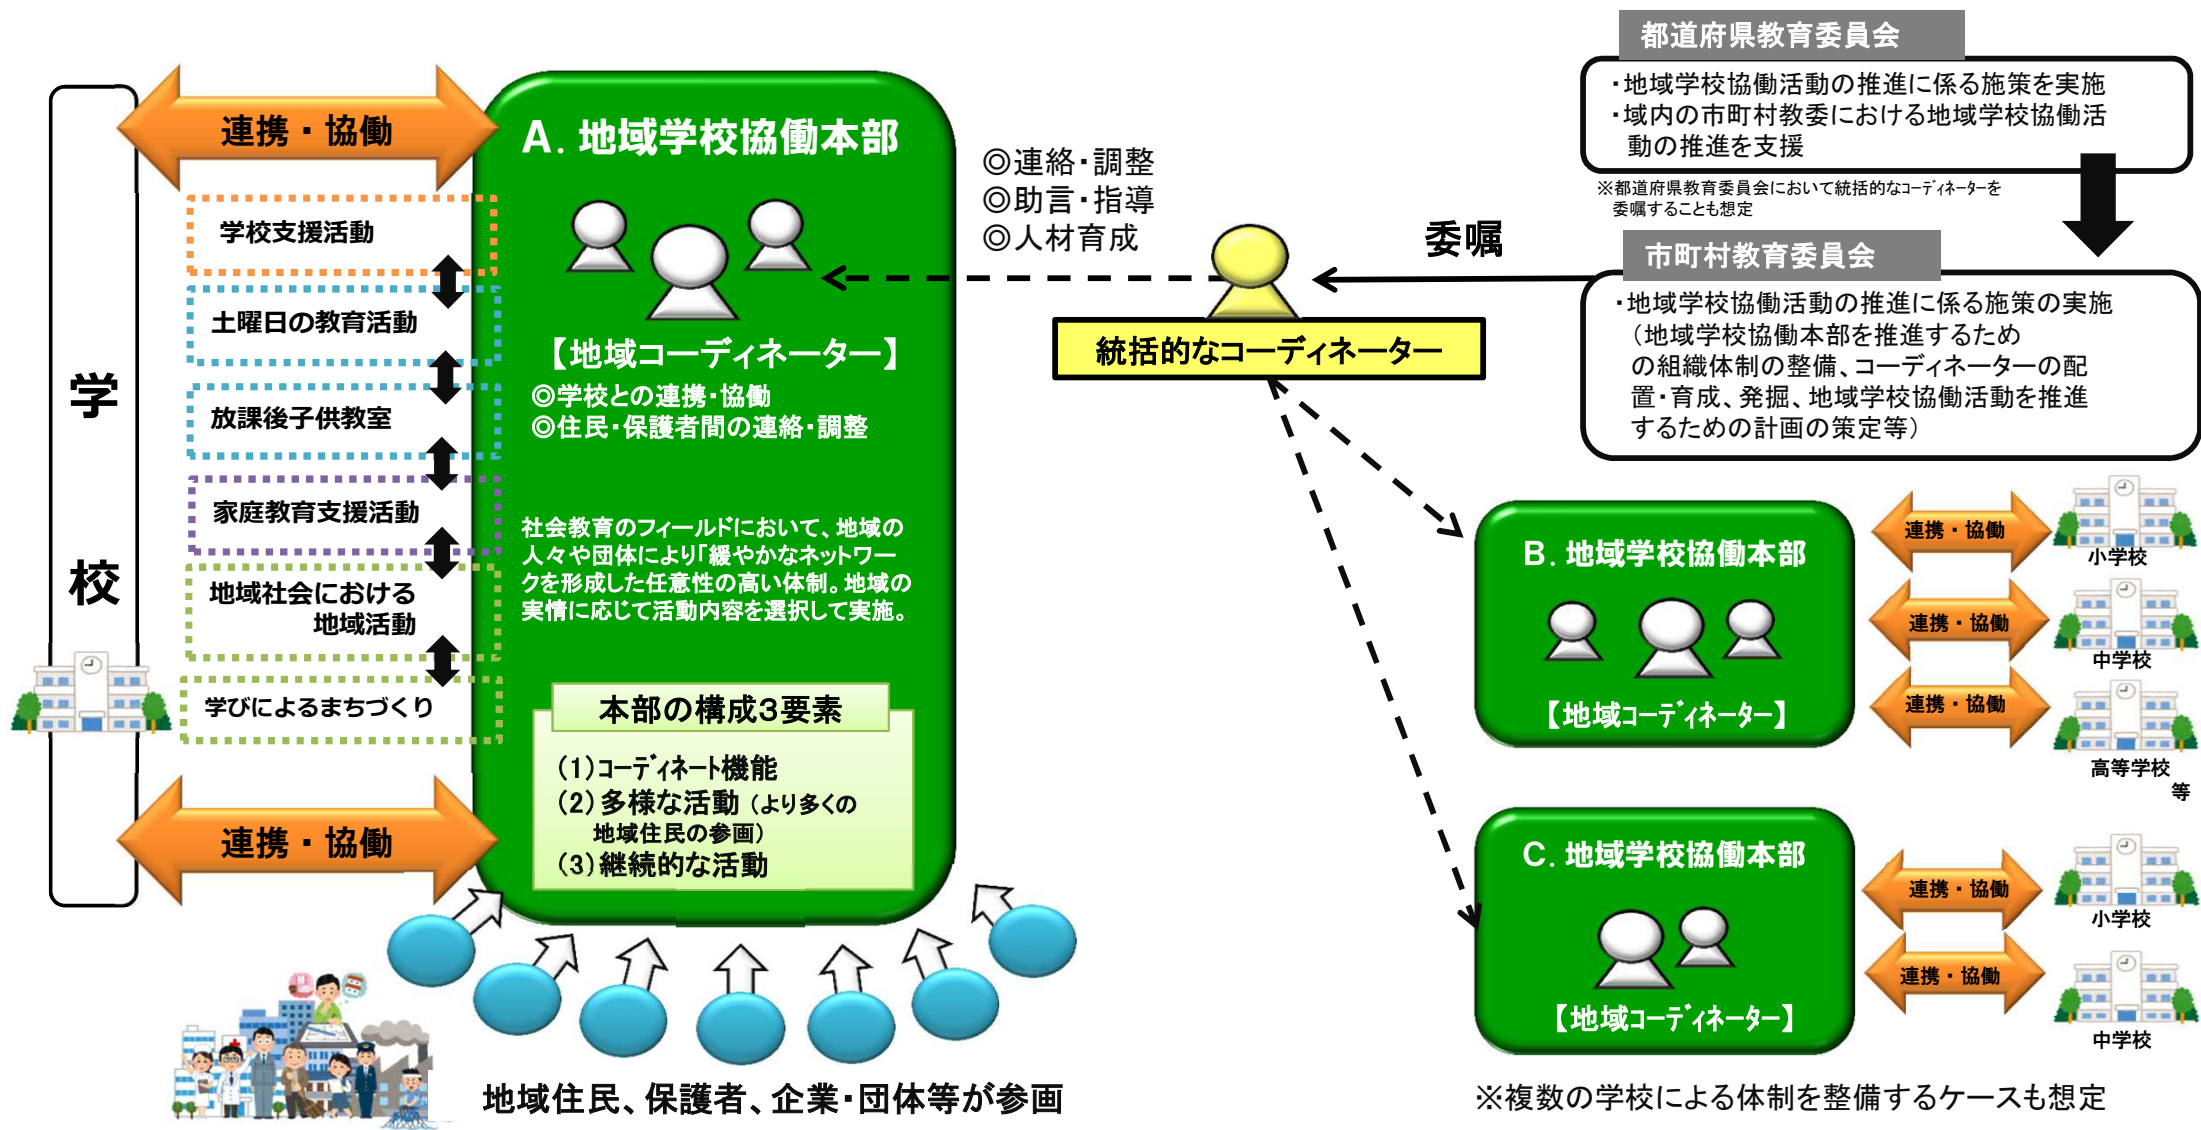 学
校
連携・協働
学校支援活動
土曜日の教育活動
放課後子供教室
家庭教育支援活動
地域社会における
地域活動
学びによるまちづくり
連携・協働
A. 地域学校協働本部
【地域コーディネーター】
◎学校との連携・協働
◎住民・保護者間の連絡・調整
社会教育のフィールドにおいて、地域の
人々や団体により「緩やかなネットワー
クを形成した任意性の高い体制。地域の
実情に応じて活動内容を選択して実施。
本部の構成3要素
(1)コーディネート機能
(2)多様な活動(より多くの
地域住民の参画)
(3)継続的な活動
地域住民、保護者、企業・団体等が参画
◎連絡・調整
◎助言・指導
◎人材育成
統括的なコーディネーター
委嘱
都道府県教育委員会
・地域学校協働活動の推進に係る施策を実施
・域内の市町村教委における地域学校協働活
動の推進を支援
※都道府県教育委員会において統括的なコーディネーターを
委嘱することも想定
市町村教育委員会
・地域学校協働活動の推進に係る施策の実施
(地域学校協働本部を推進するため
の組織体制の整備、コーディネーターの配
置・育成、発掘、地域学校協働活動を推進
するための計画の策定等)
B. 地域学校協働本部
【地域コーディネーター】
連携・協働
小学校
連携・協働
中学校
連携・協働
高等学校
等
C. 地域学校協働本部
【地域コーディネーター】
連携・協働
小学校
連携・協働
中学校
※複数の学校による体制を整備するケースも想定